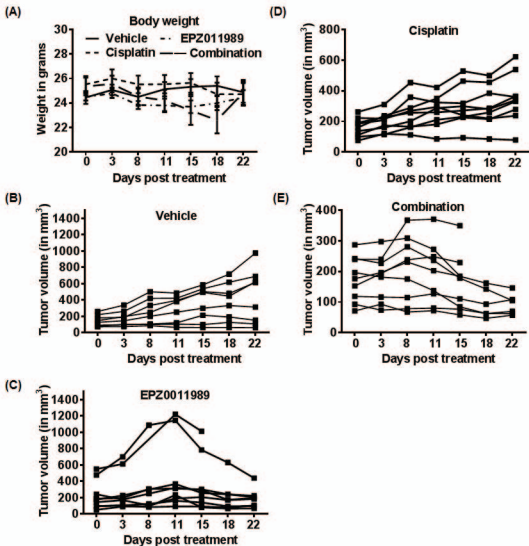 (A)
Body weight
Vehicle
EPZ011989
Cisplatin
Combination
Weight in grams
30
28
26
24
22
20
0 3 8 11 15 18 22
Days post treatment
(B)
Vehicle
Tumor volume (in mm3)
1400
1200
1000
800
600
400
200
0
0 3 8 11 15 18 22
Days post treatment
(C)
EPZ0011989
Tumor volume (in mm3)
1400
1200
1000
800
600
400
200
0
0 3 8 11 15 18 22
Days post treatment
(D)
Cisplatin
Tumor volume (in mm3)
800
600
400
200
0
0 3 8 11 15 18 22
Days post treatment
(E)
Combination
Tumor volume (in mm3)
400
300
200
100
0
0 3 8 11 15 18 22
Days post treatment